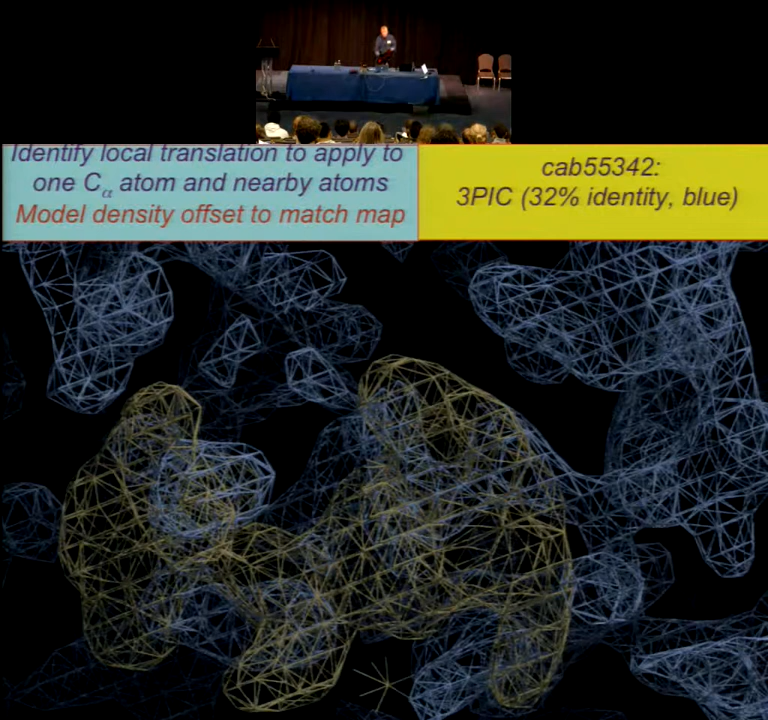 Identify local translation to apply to
one Cα atom and nearby atoms
Model density offset to match map
cab55342:
3PIC (32% identity, blue)